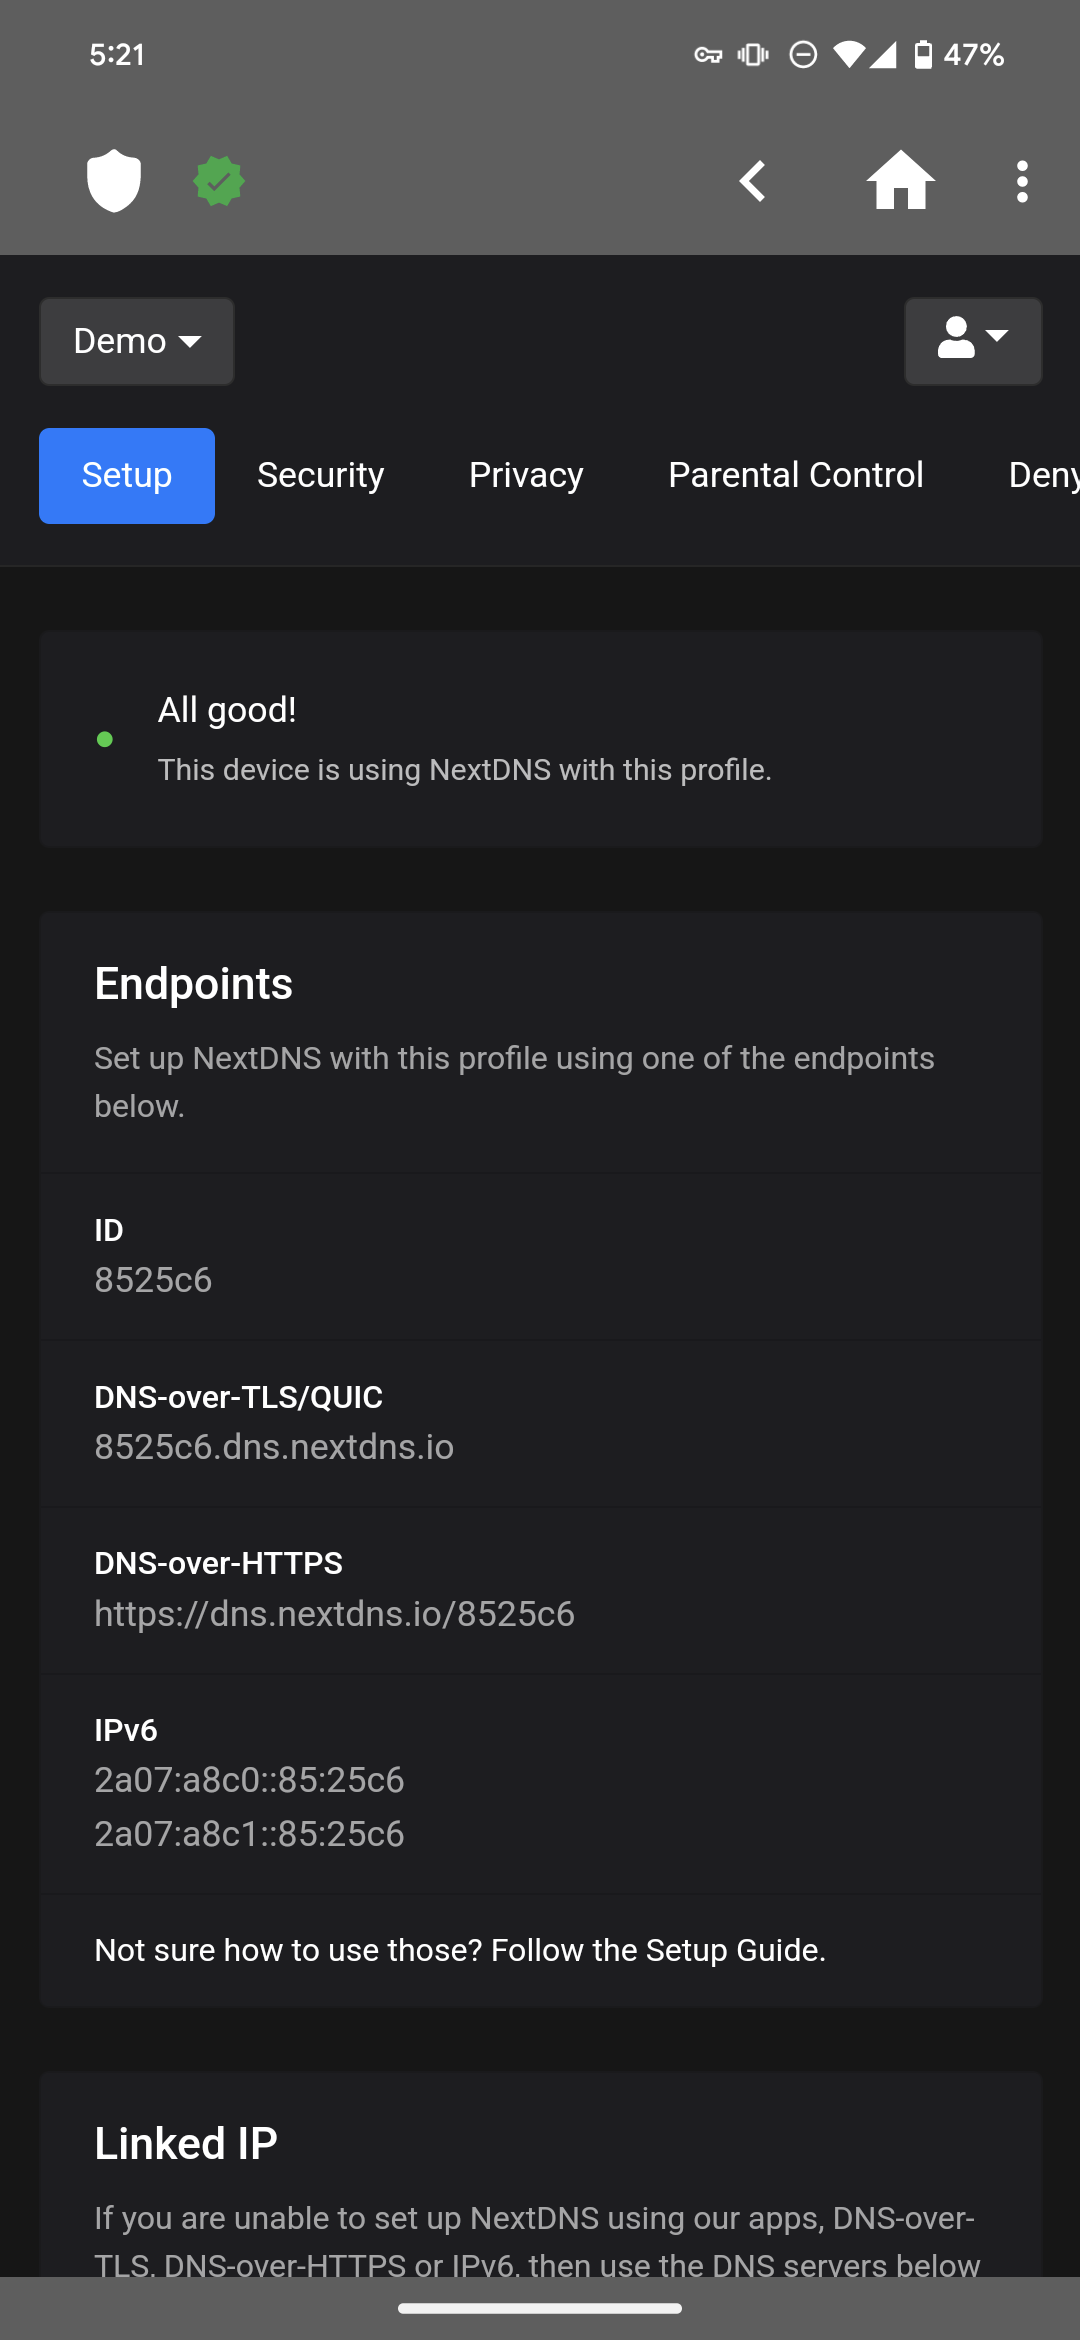 5:21
47%
Demo
Setup Security Privacy Parental Control Deny
All good!
This device is using NextDNS with this profile.
Endpoints
Set up NextDNS with this profile using one of the endpoints
below.
ID
8525c6
DNS-over-TLS/QUIC
8525c6.dns.nextdns.io
DNS-over-HTTPS
https://dns.nextdns.io/8525c6
IPv6
2a07:a8c0::85:25c6
2a07:a8c1::85:25c6
Not sure how to use those? Follow the Setup Guide.
Linked IP
If you are unable to set up NextDNS using our apps, DNS-over-
TLS, DNS-over-HTTPS or IPv6, then use the DNS servers below